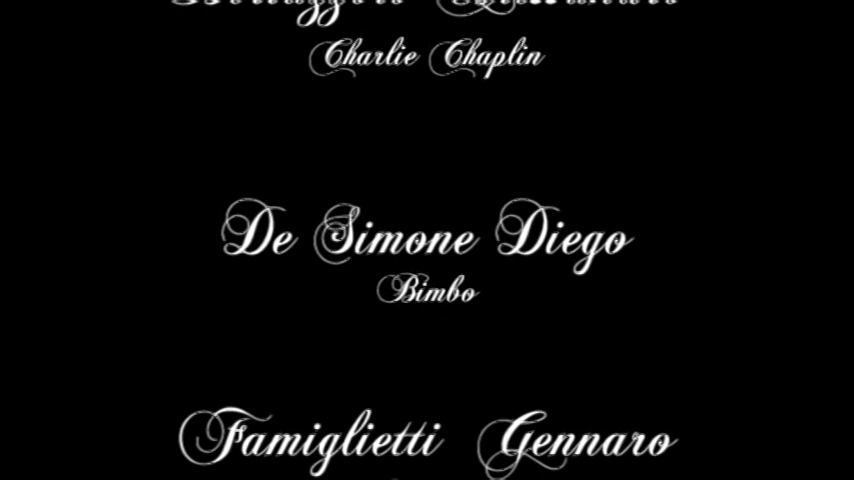 Charlie Chaplin
De Simone Diego
Bimbo
Famiglietti Gennaro